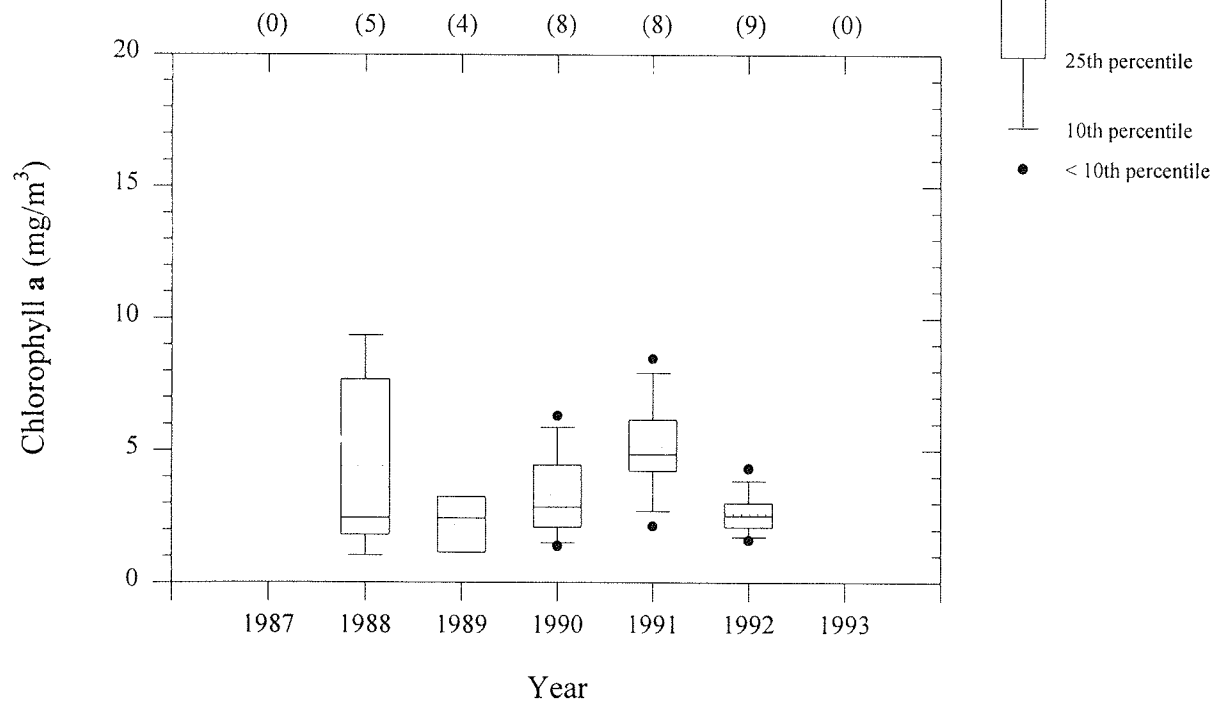 (0) (5) (4) (8) (8) (9) (0)
20
15
10
5
0
Chlorophyll a (mg/m³)
1987 1988 1989 1990 1991 1992 1993
Year
25th percentile
10th percentile
< 10th percentile